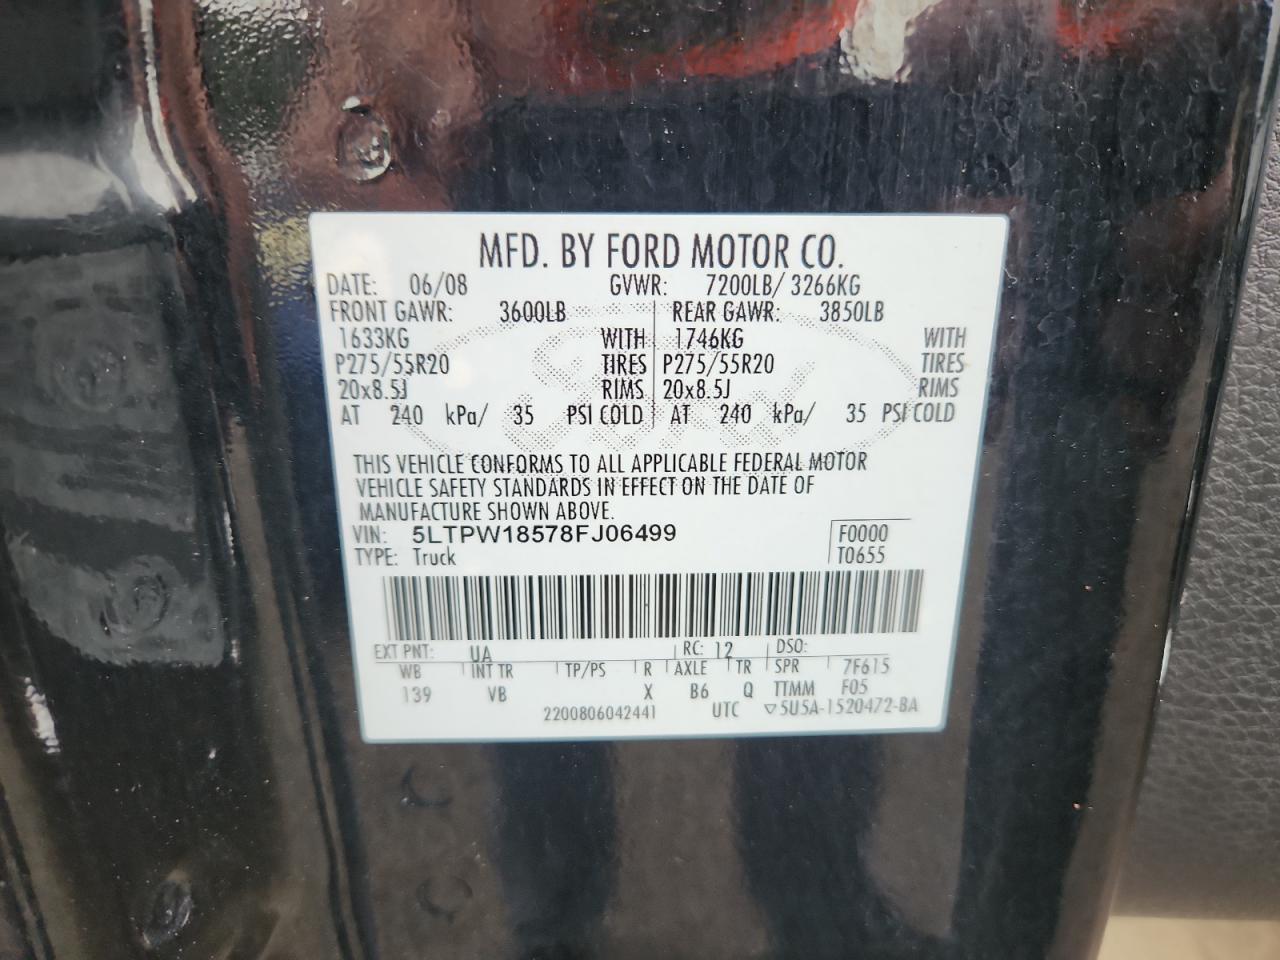 MFD. BY FORD MOTOR CO.
DATE: 06/08 GVWR: 7200LB/ 3266KG
FRONT GAWR: 3600LB REAR GAWR: 3850LB
1633KG WITH 1746KG WITH
P275/55R20 TIRES P275/55R20 TIRES
20x8.5J RIMS 20x8.5J RIMS
AT 240 kPa/ 35 PSI COLD AT 240 kPa/ 35 PSI COLD
THIS VEHICLE CONFORMS TO ALL APPLICABLE FEDERAL MOTOR
VEHICLE SAFETY STANDARDS IN EFFECT ON THE DATE OF
MANUFACTURE SHOWN ABOVE.
VIN: 5LTPW18578FJ06499 F0000
TYPE: Truck T0655
EXT PNT: UA RC: 12 DSO:
WB INT TR TP/PS R AXLE TR SPR 7F615
139 VB X B6 Q TTMM F05
2200806042441 UTC ▽5U5A-1520472-BA